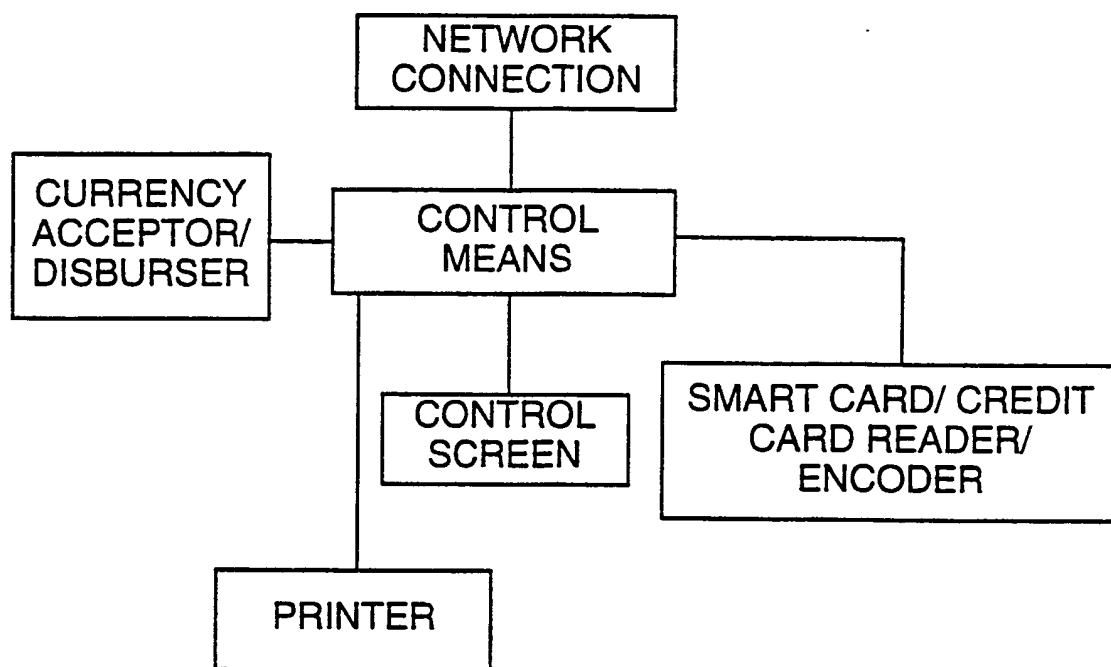 NETWORK
CONNECTION
CURRENCY
ACCEPTOR/
DISBURSER
CONTROL
MEANS
CONTROL
SCREEN
SMART CARD/ CREDIT
CARD READER/
ENCODER
PRINTER